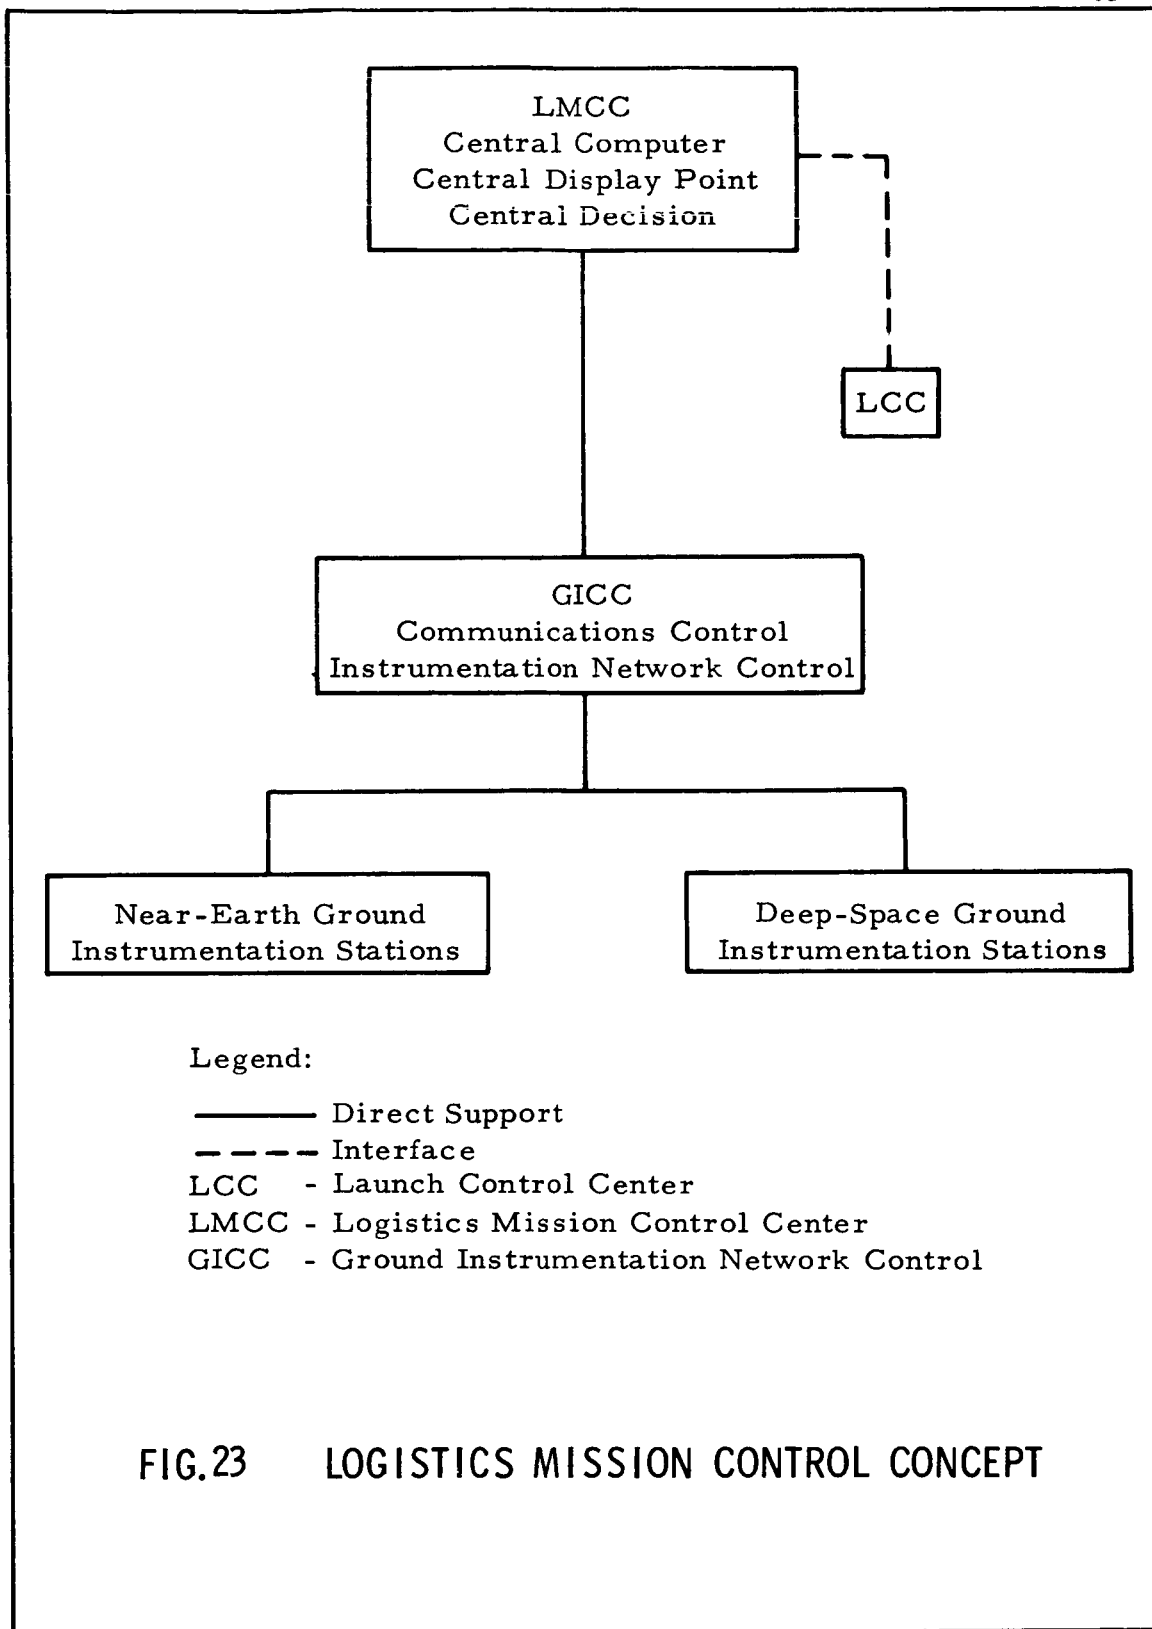 LMCC
Central Computer
Central Display Point
Central Decision
LCC
GICC
Communications Control
Instrumentation Network Control
Near-Earth Ground
Instrumentation Stations
Deep-Space Ground
Instrumentation Stations
Legend:
Direct Support
Interface
LCC - Launch Control Center
LMCC - Logistics Mission Control Center
GICC - Ground Instrumentation Network Control
FIG.23 LOGISTICS MISSION CONTROL CONCEPT